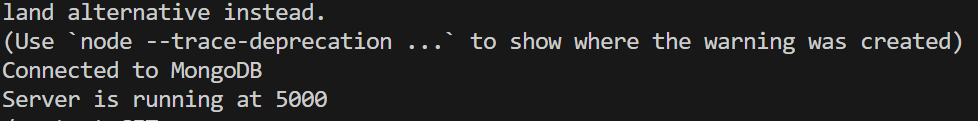 land alternative instead.
(Use `node --trace-deprecation ...` to show where the warning was created)
Connected to MongoDB
Server is running at 5000